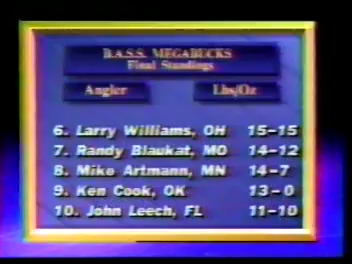 B.A.S.S. MEGABUCKS
Final Standings
Angler Lbs/Oz
6. Larry Williams, OH 15-15
7. Randy Blaukat, MO 14-12
8. Mike Artmann, MN 14-7
9. Ken Cook, OK 13-0
10. John Leech, FL 11-10